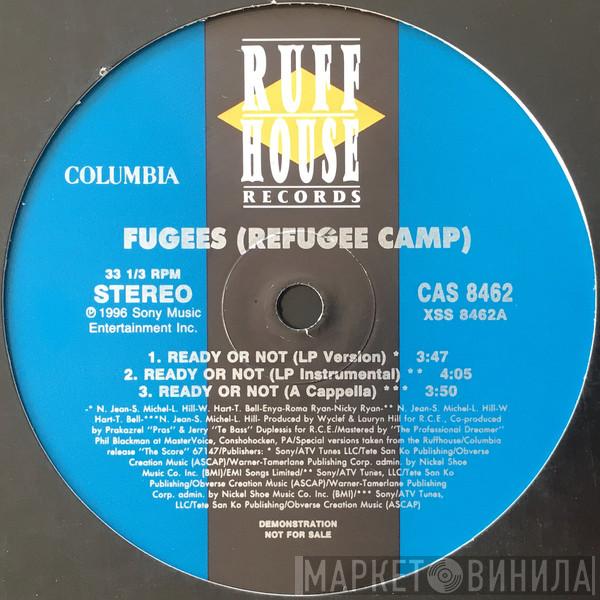 RUFF
HOUSE
RECORDS
COLUMBIA
FUGEES (REFUGEE CAMP)
33 1/3 RPM
STEREO
℗ 1996 Sony Music
Entertainment Inc.
CAS 8462
XSS 8462A
1. READY OR NOT (LP Version) * 3:47
2. READY OR NOT (LP Instrumental) ** 4:05
3. READY OR NOT (A Cappella) *** 3:50
-* N. Jean-S. Michel-L. Hill-W. Hart-T. Bell-Enya-Roma Ryan-Nicky Ryan-** N. Jean-S. Michel-L. Hill-W
Hart-T. Bell-***N. Jean-S. Michel-L. Hill- Produced by Wyclef & Lauryn Hill for R.C.E., Co-produced
by Prakazrel "Pras" & Jerry "Te Bass" Duplessis for R.C.E./Mastered by "The Professional Dreamer"
Phil Blackman at MasterVoice, Conshohocken, PA/Special versions taken from the Ruffhouse/Columbia
release "The Score" 67147/Publishers: * Sony/ATV Tunes LLC/Tete San Ko Publishing/Obverse
Creation Music (ASCAP)/Warner-Tamerlane Publishing Corp. admin. by Nickel Shoe
Music Co. Inc. (BMI)/EMI Songs Limited/** Sony/ATV Tunes, LLC/Tete San Ko
Publishing/Obverse Creation Music (ASCAP)/Warner-Tamerlane Publishing
Corp. admin. by Nickel Shoe Music Co. Inc. (BMI)/*** Sony/ATV Tunes,
LLC/Tete San Ko Publishing/Obverse Creation Music (ASCAP)
DEMONSTRATION
NOT FOR SALE
МАРКЕТ ВИНИЛА